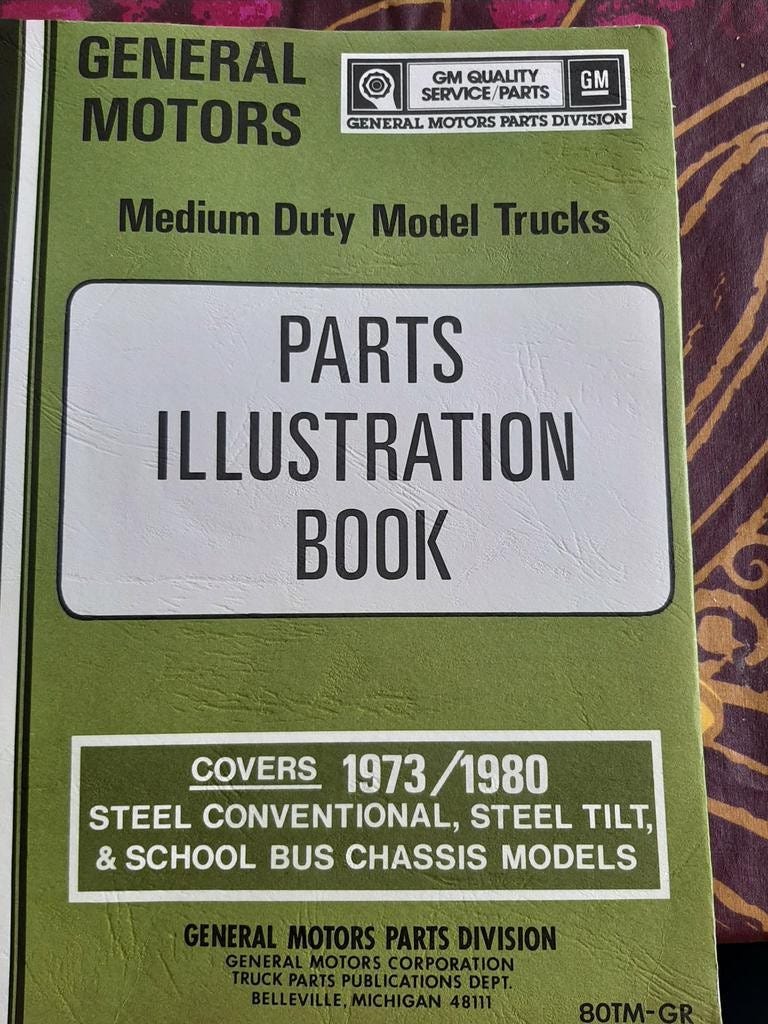 GENERAL
MOTORS
GM QUALITY
SERVICE/PARTS
GM
GENERAL MOTORS PARTS DIVISION
Medium Duty Model Trucks
PARTS
ILLUSTRATION
BOOK
COVERS 1973/1980
STEEL CONVENTIONAL, STEEL TILT,
& SCHOOL BUS CHASSIS MODELS
GENERAL MOTORS PARTS DIVISION
GENERAL MOTORS CORPORATION
TRUCK PARTS PUBLICATIONS DEPT.
BELLEVILLE, MICHIGAN 48111
80TM-GR